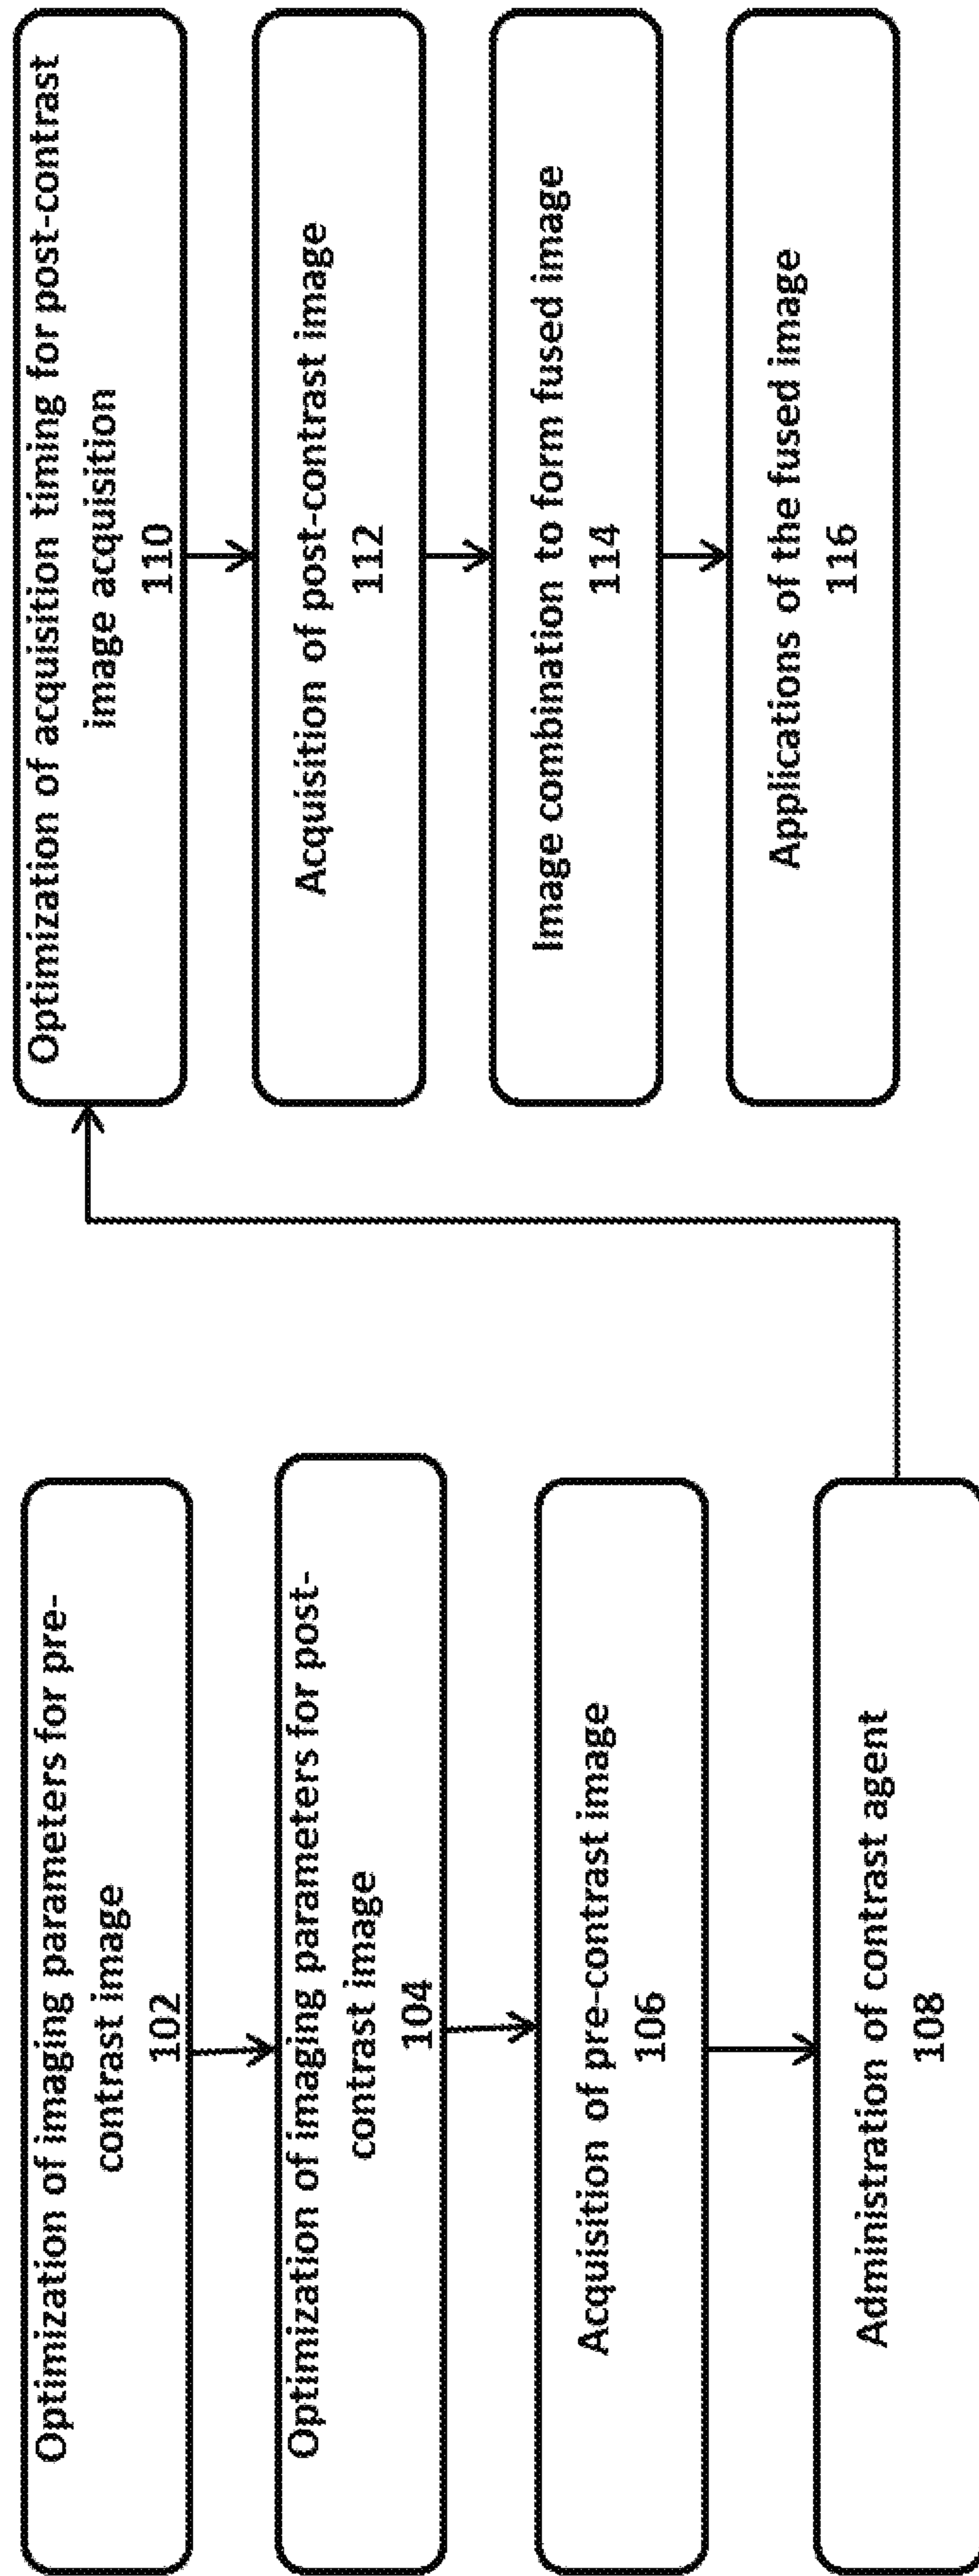 Optimization of imaging parameters for pre-
contrast image
102
Optimization of imaging parameters for post-
contrast image
104
Acquisition of pre-contrast image
106
Administration of contrast agent
108
Optimization of acquisition timing for post-contrast
image acquisition
110
Acquisition of post-contrast image
112
Image combination to form fused image
114
Applications of the fused image
116